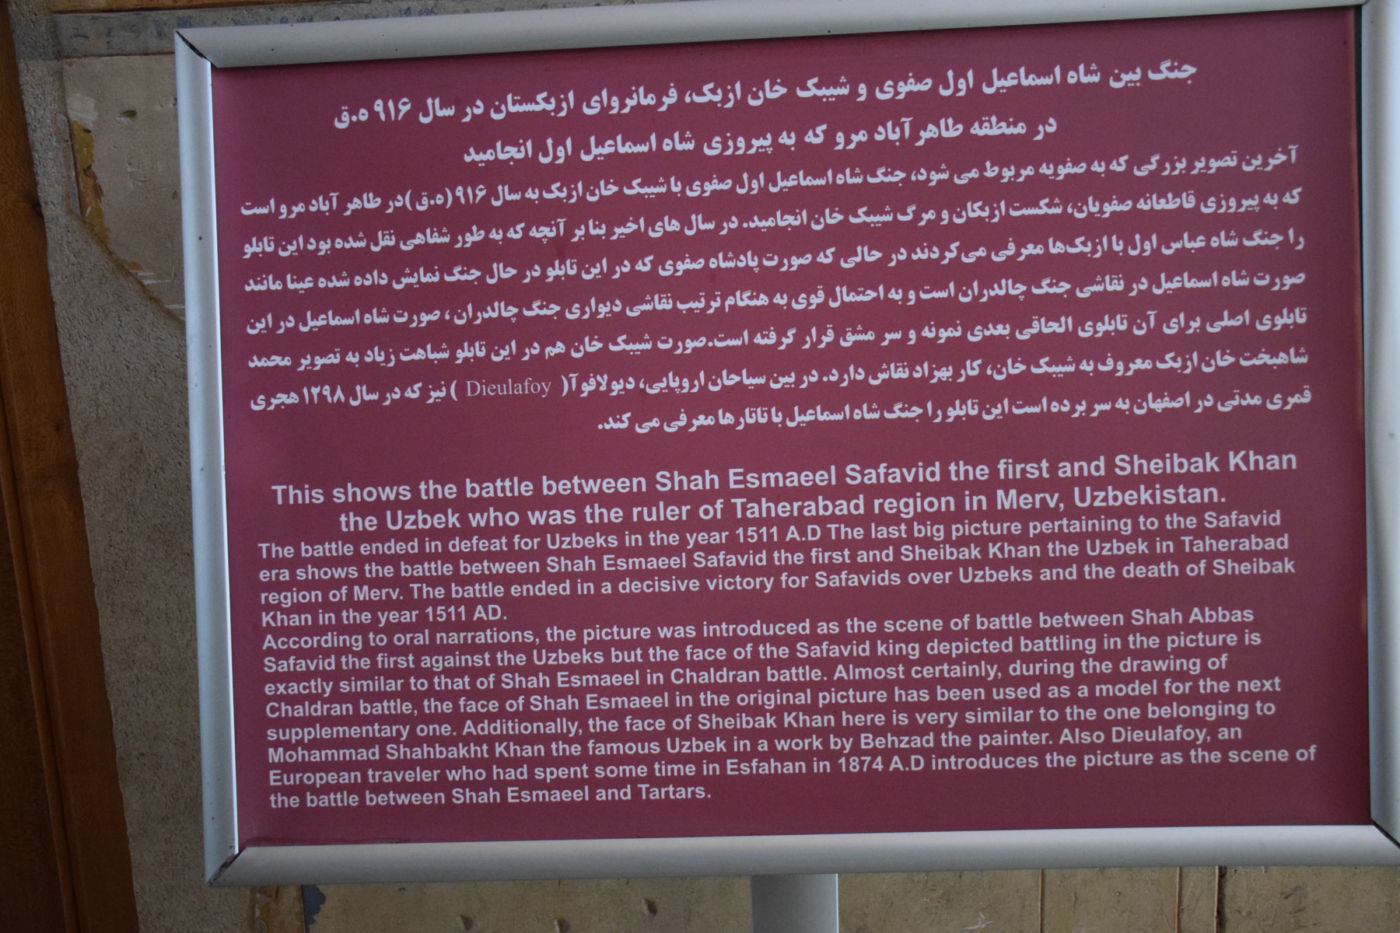 جنگ بین شاه اسماعیل اول صفوی و شیبک خان ازبک، فرمانروای ازبکستان در سال ۹۱۶ ه.ق
در منطقه طاهرآباد مرو که به پیروزی شاه اسماعیل اول انجامید
آخرین تصویر بزرگی که به صفویه مربوط می شود، جنگ شاه اسماعیل اول صفوی با شیبک خان ازبک به سال ۹۱۶ (ه.ق )در طاهر آباد مرو است
که به پیروزی قاطعانه صفویان، شکست ازبکان و مرگ شیبک خان انجامید. در سال های اخیر بنا بر آنچه که به طور شفاهی نقل شده بود این تابلو
را جنگ شاه عباس اول با ازبک‌ها معرفی می‌کردند در حالی که صورت پادشاه صفوی که در این تابلو در حال جنگ نمایش داده شده عینا مانند
صورت شاه اسماعیل در نقاشی جنگ چالدران است و به احتمال قوی به هنگام ترتیب نقاشی دیواری جنگ چالدران ، صورت شاه اسماعیل در این
تابلوی اصلی برای آن تابلوی الحاقی بعدی نمونه و سر مشق قرار گرفته است.صورت شیبک خان هم در این تابلو شباهت زیاد به تصویر محمد
شاهبخت خان ازبک معروف به شیبک خان، کار بهزاد نقاش دارد. در بین سیاحان اروپایی، دیولافوآ( Dieulafoy ) نیز که در سال ۱۲۹۸ هجری
قمری مدتی در اصفهان به سر برده است این تابلو را جنگ شاه اسماعیل با تاتارها معرفی می کند.
This shows the battle between Shah Esmaeel Safavid the first and Sheibak Khan
the Uzbek who was the ruler of Taherabad region in Merv, Uzbekistan.
The battle ended in defeat for Uzbeks in the year 1511 A.D The last big picture pertaining to the Safavid
era shows the battle between Shah Esmaeel Safavid the first and Sheibak Khan the Uzbek in Taherabad
region of Merv. The battle ended in a decisive victory for Safavids over Uzbeks and the death of Sheibak
Khan in the year 1511 AD.
According to oral narrations, the picture was introduced as the scene of battle between Shah Abbas
Safavid the first against the Uzbeks but the face of the Safavid king depicted battling in the picture is
exactly similar to that of Shah Esmaeel in Chaldran battle. Almost certainly, during the drawing of
Chaldran battle, the face of Shah Esmaeel in the original picture has been used as a model for the next
supplementary one. Additionally, the face of Sheibak Khan here is very similar to the one belonging to
Mohammad Shahbakht Khan the famous Uzbek in a work by Behzad the painter. Also Dieulafoy, an
European traveler who had spent some time in Esfahan in 1874 A.D introduces the picture as the scene of
the battle between Shah Esmaeel and Tartars.